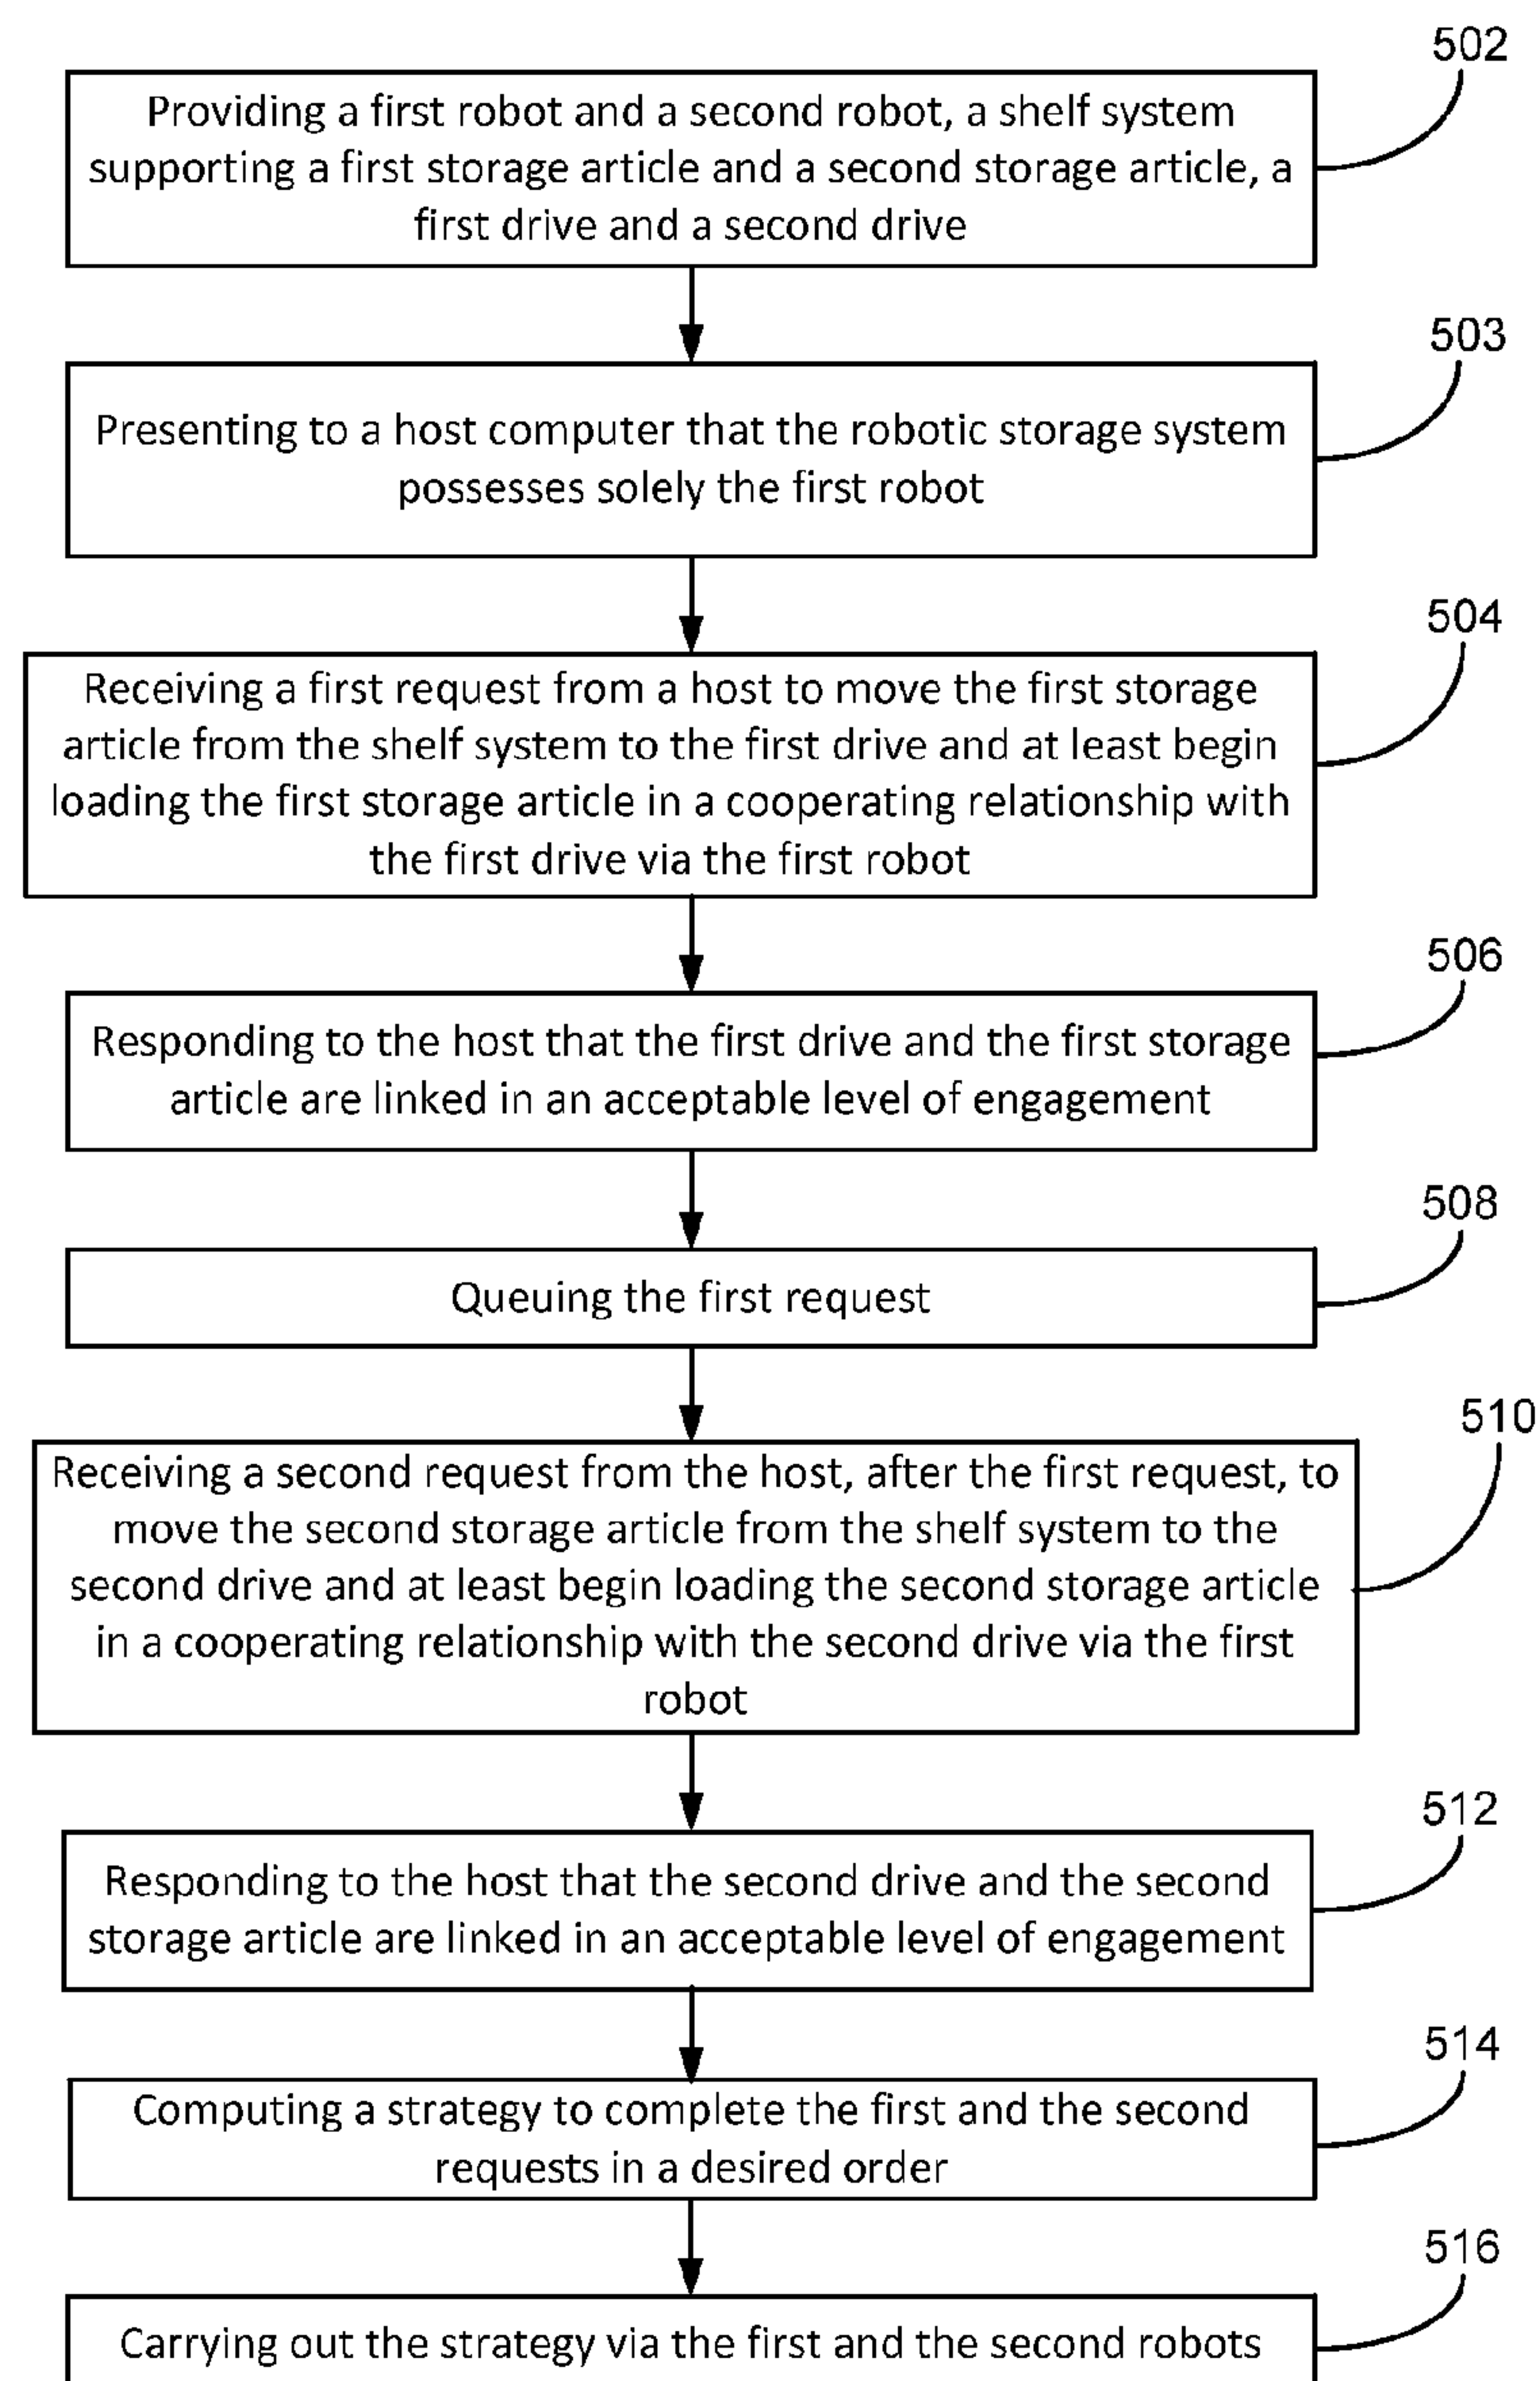 502
Providing a first robot and a second robot, a shelf system
supporting a first storage article and a second storage article, a
first drive and a second drive
503
Presenting to a host computer that the robotic storage system
possesses solely the first robot
504
Receiving a first request from a host to move the first storage
article from the shelf system to the first drive and at least begin
loading the first storage article in a cooperating relationship with
the first drive via the first robot
506
Responding to the host that the first drive and the first storage
article are linked in an acceptable level of engagement
508
Queuing the first request
510
Receiving a second request from the host, after the first request, to
move the second storage article from the shelf system to the
second drive and at least begin loading the second storage article
in a cooperating relationship with the second drive via the first
robot
512
Responding to the host that the second drive and the second
storage article are linked in an acceptable level of engagement
514
Computing a strategy to complete the first and the second
requests in a desired order
516
Carrying out the strategy via the first and the second robots